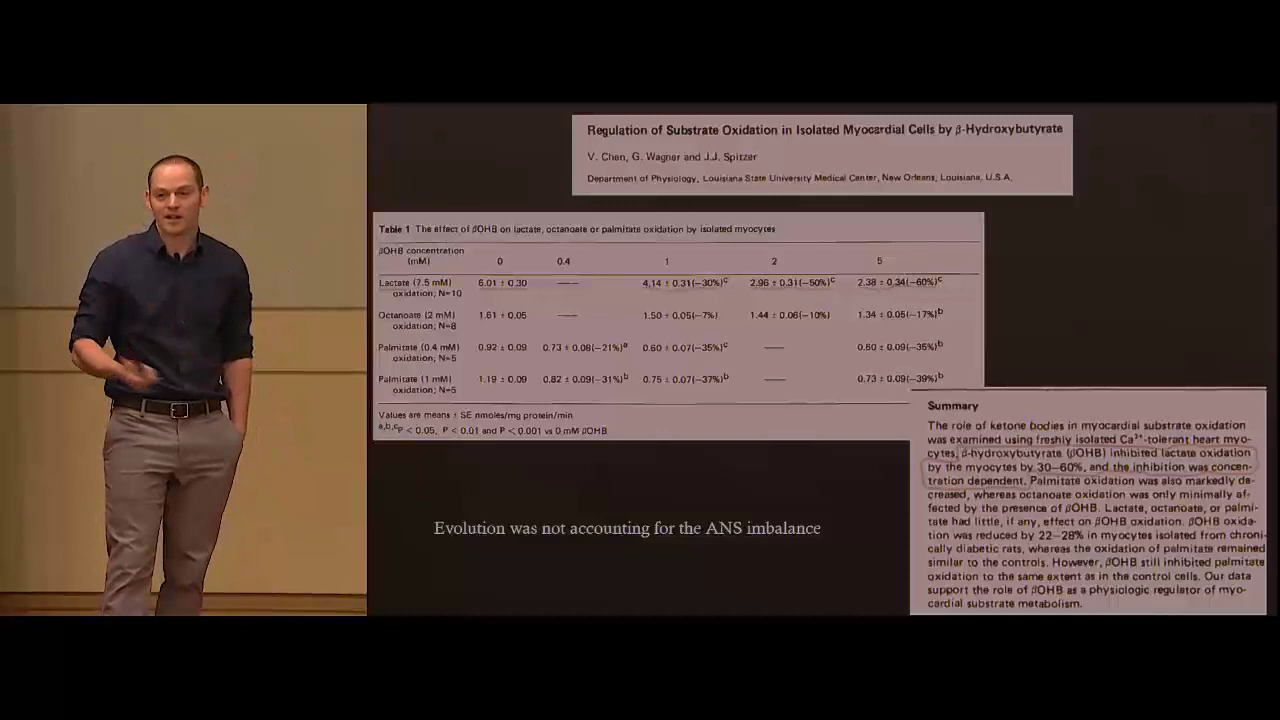 Regulation of Substrate Oxidation in Isolated Myocardial Cells by β-Hydroxybutyrate
V. Chen, G. Wagner and J.J. Spitzer
Department of Physiology, Louisiana State University Medical Center, New Orleans, Louisiana, U.S.A.
Table 1 The effect of βOHB on lactate, octanoate or palmitate oxidation by isolated myocytes
βOHB concentration
(mM) 0 0.4 1 2 5
Lactate (7.5 mM) 6.01 ± 0.30 —— 4.14 ± 0.31(−30%)c 2.96 ± 0.31(−50%)c 2.38 ± 0.34(−60%)c
oxidation; N=10
Octanoate (2 mM) 1.61 ± 0.05 —— 1.50 ± 0.05(−7%) 1.44 ± 0.06(−10%) 1.34 ± 0.05(−17%)b
oxidation; N=8
Palmitate (0.4 mM) 0.92 ± 0.09 0.73 ± 0.08(−21%)a 0.60 ± 0.07(−35%)c —— 0.60 ± 0.09(−35%)b
oxidation; N=5
Palmitate (1 mM) 1.19 ± 0.09 0.82 ± 0.09(−31%)b 0.75 ± 0.07(−37%)b —— 0.73 ± 0.09(−39%)b
oxidation; N=5
Values are means ± SE nmoles/mg protein/min
a,b,cP < 0.05, P < 0.01 and P < 0.001 vs 0 mM βOHB
Summary
The role of ketone bodies in myocardial substrate oxidation
was examined using freshly isolated Ca2+-tolerant heart myo-
cytes. β-hydroxybutyrate (βOHB) inhibited lactate oxidation
by the myocytes by 30–60%, and the inhibition was concen-
tration dependent. Palmitate oxidation was also markedly de-
creased, whereas octanoate oxidation was only minimally af-
fected by the presence of βOHB. Lactate, octanoate, or palmi-
tate had little, if any, effect on βOHB oxidation. βOHB oxida-
tion was reduced by 22–28% in myocytes isolated from chroni-
cally diabetic rats, whereas the oxidation of palmitate remained
similar to the controls. However, βOHB still inhibited palmitate
oxidation to the same extent as in the control cells. Our data
support the role of βOHB as a physiologic regulator of myo-
cardial substrate metabolism.
Evolution was not accounting for the ANS imbalance